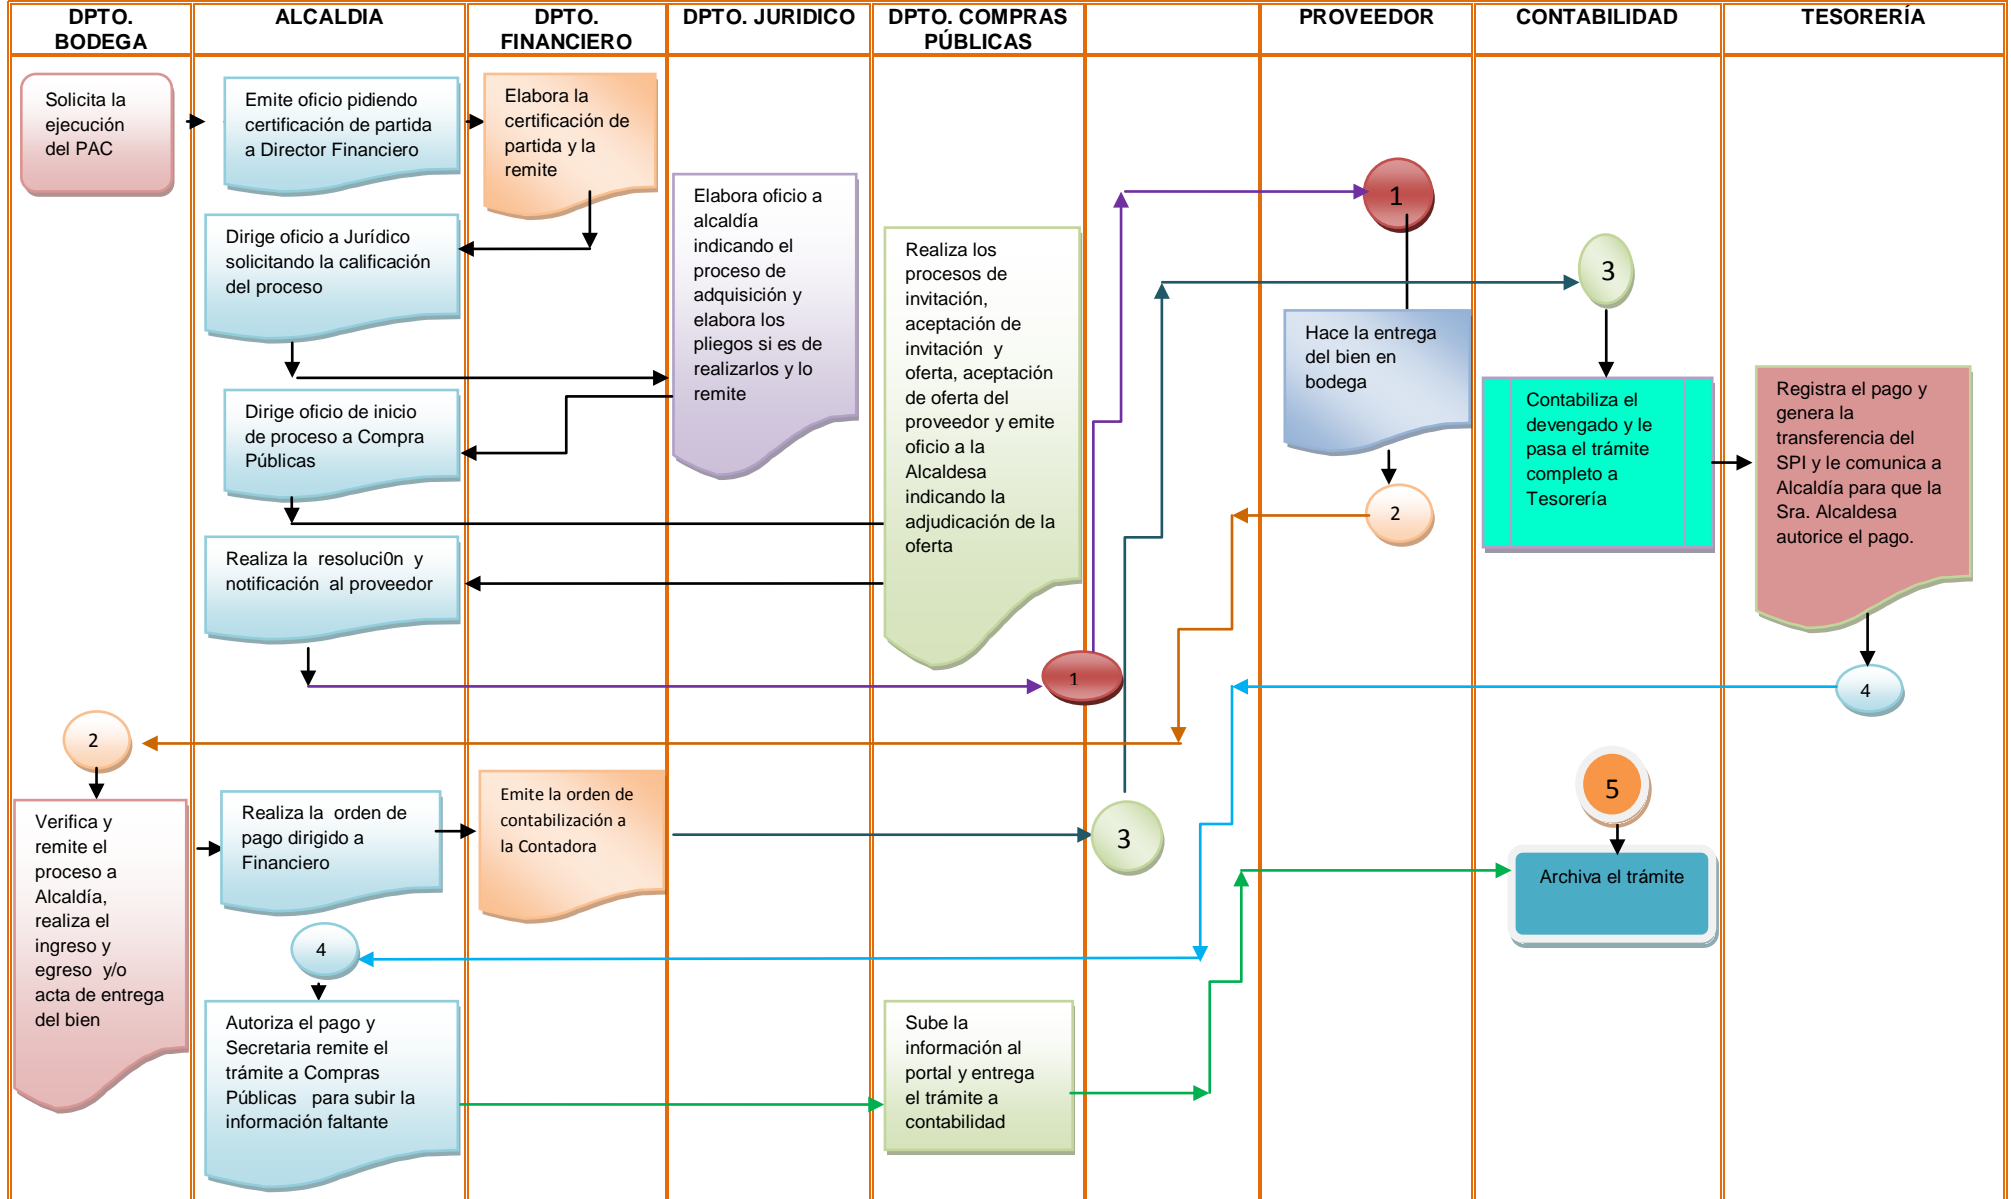 DPTO.
BODEGA
ALCALDIA
DPTO.
FINANCIERO
DPTO. JURIDICO
DPTO. COMPRAS
PÚBLICAS
PROVEEDOR
CONTABILIDAD
TESORERÍA
Solicita la
ejecución
del PAC
Emite oficio pidiendo
certificación de partida
a Director Financiero
Elabora la
certificación de
partida y la
remite
Dirige oficio a Jurídico
solicitando la calificación
del proceso
Elabora oficio a
alcaldía
indicando el
proceso de
adquisición y
elabora los
pliegos si es de
realizarlos y lo
remite
Dirige oficio de inicio
de proceso a Compra
Públicas
Realiza los
procesos de
invitación,
aceptación de
invitación y
oferta, aceptación
de oferta del
proveedor y emite
oficio a la
Alcaldesa
indicando la
adjudicación de la
oferta
Realiza la resoluci0n y
notificación al proveedor
1
1
Hace la entrega
del bien en
bodega
2
3
Contabiliza el
devengado y le
pasa el trámite
completo a
Tesorería
Registra el pago y
genera la
transferencia del
SPI y le comunica a
Alcaldía para que la
Sra. Alcaldesa
autorice el pago.
4
2
Verifica y
remite el
proceso a
Alcaldía,
realiza el
ingreso y
egreso y/o
acta de entrega
del bien
Realiza la orden de
pago dirigido a
Financiero
Emite la orden de
contabilización a
la Contadora
3
4
Autoriza el pago y
Secretaria remite el
trámite a Compras
Públicas para subir la
información faltante
Sube la
información al
portal y entrega
el trámite a
contabilidad
5
Archiva el trámite